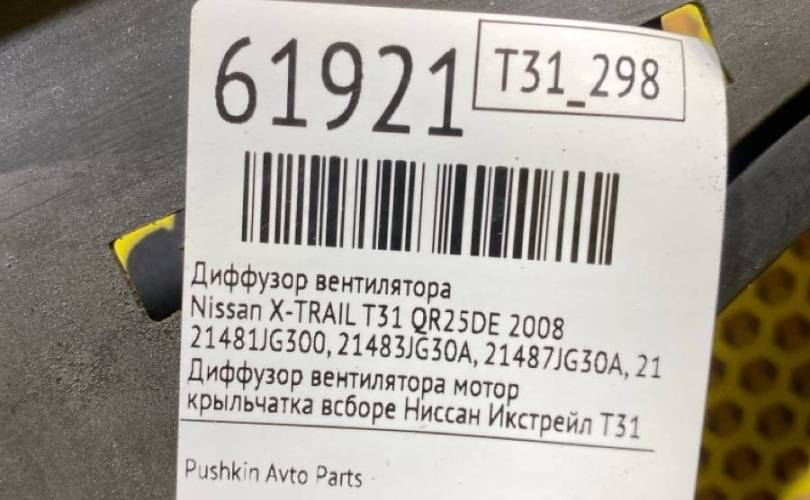 61921
T31_298
Диффузор вентилятора
Nissan X-TRAIL T31 QR25DE 2008
21481JG300, 21483JG30A, 21487JG30A, 21
Диффузор вентилятора мотор
крыльчатка всборе Ниссан Икстрейл Т31
Pushkin Avto Parts